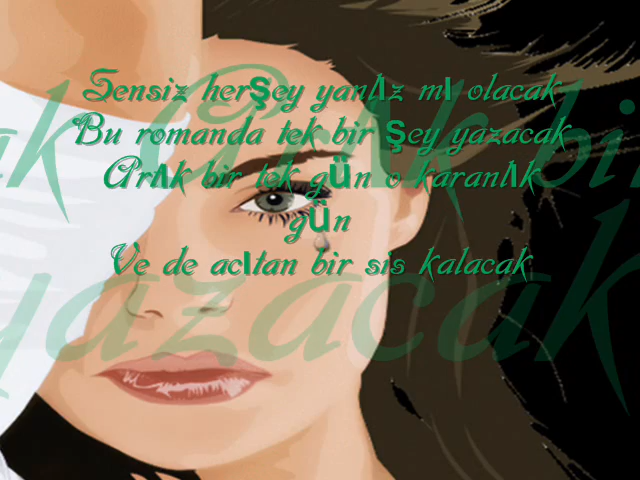 Sensiz herşey yanlız mı olacak
Bu romanda tek bir şey yazacak
Artık bir tek gün o karanlık
gün
Ve de acıtan bir sis kalacak